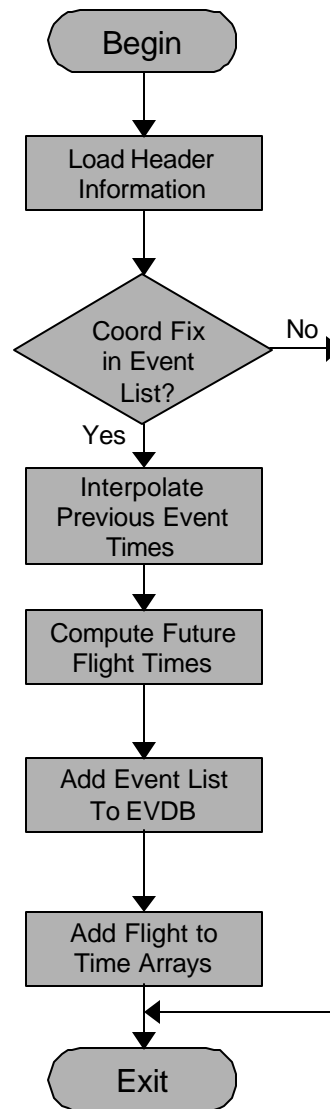 Begin
Load Header
Information
Coord Fix
in Event
List?
No
Yes
Interpolate
Previous Event
Times
Compute Future
Flight Times
Add Event List
To EVDB
Add Flight to
Time Arrays
Exit